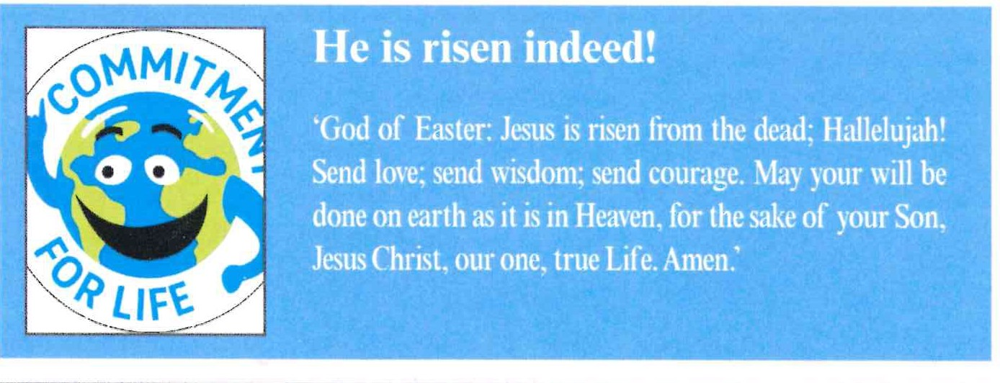 COMMITMENT
FOR LIFE
He is risen indeed!
‘God of Easter: Jesus is risen from the dead; Hallelujah!
Send love; send wisdom; send courage. May your will be
done on earth as it is in Heaven, for the sake of your Son,
Jesus Christ, our one, true Life. Amen.’